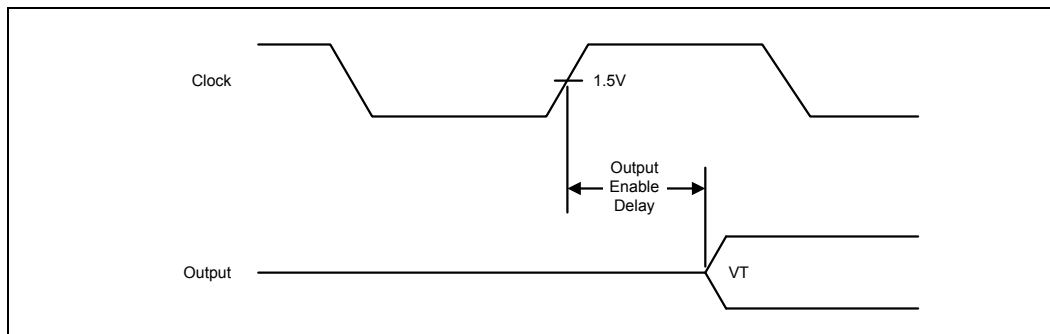 Clock
1.5V
Output
Enable
Delay
Output
VT